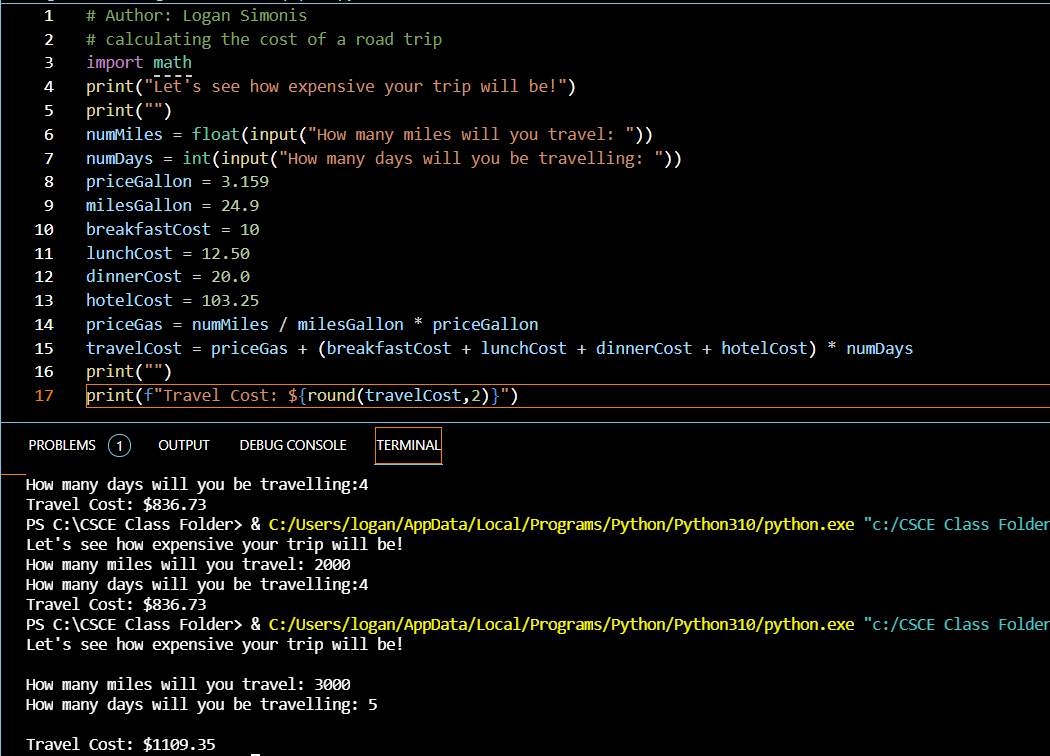 1 # Author: Logan Simonis
2 # calculating the cost of a road trip
3 import math
4 print("Let's see how expensive your trip will be!")
5 print("")
6 numMiles = float(input("How many miles will you travel: "))
7 numDays = int(input("How many days will you be travelling: "))
8 priceGallon = 3.159
9 milesGallon = 24.9
10 breakfastCost = 10
11 lunchCost = 12.50
12 dinnerCost = 20.0
13 hotelCost = 103.25
14 priceGas = numMiles / milesGallon * priceGallon
15 travelCost = priceGas + (breakfastCost + lunchCost + dinnerCost + hotelCost) * numDays
16 print("")
17 print(f"Travel Cost: ${round(travelCost,2)}")
PROBLEMS 1 OUTPUT DEBUG CONSOLE TERMINAL
How many days will you be travelling:4
Travel Cost: $836.73
PS C:\CSCE Class Folder> & C:/Users/logan/AppData/Local/Programs/Python/Python310/python.exe "c:/CSCE Class Folder
Let's see how expensive your trip will be!
How many miles will you travel: 2000
How many days will you be travelling:4
Travel Cost: $836.73
PS C:\CSCE Class Folder> & C:/Users/logan/AppData/Local/Programs/Python/Python310/python.exe "c:/CSCE Class Folder
Let's see how expensive your trip will be!
How many miles will you travel: 3000
How many days will you be travelling: 5
Travel Cost: $1109.35